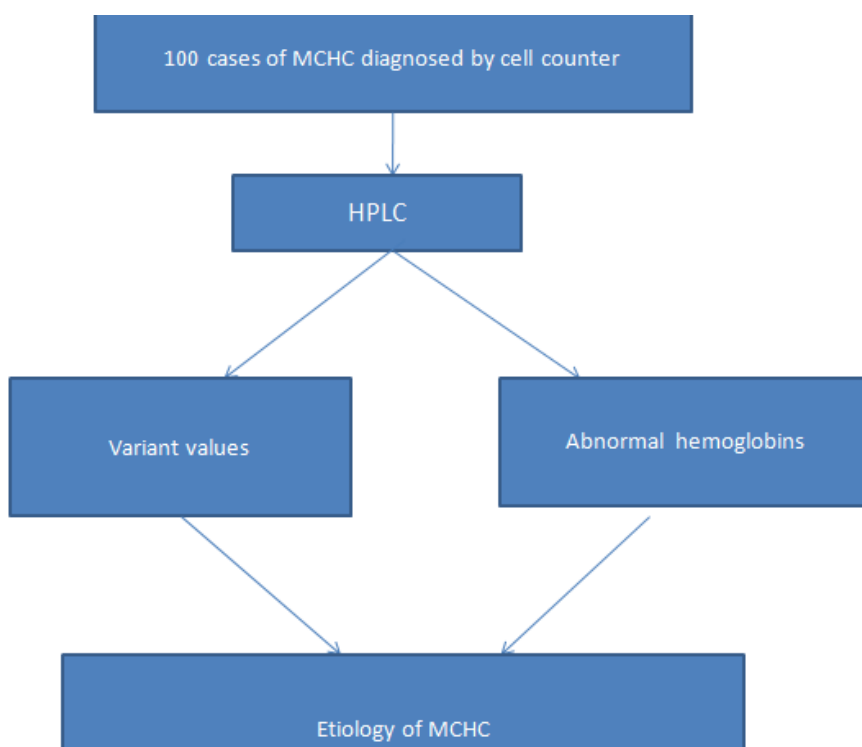 100 cases of MCHC diagnosed by cell counter
HPLC
Variant values
Abnormal hemoglobins
Etiology of MCHC